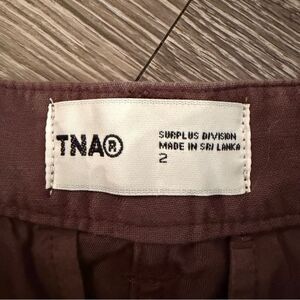 TNA®
SURPLUS DIVISION
MADE IN SRI LANKA
2